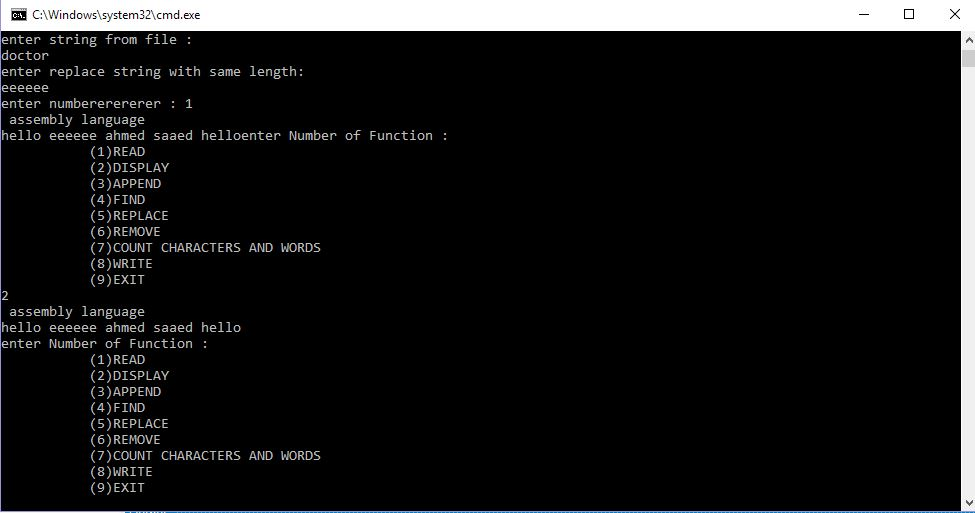 C:\Windows\system32\cmd.exe
enter string from file :
doctor
enter replace string with same length:
eeeeee
enter numberererererer : 1
 assembly language
hello eeeeee ahmed saaed helloenter Number of Function :
(1)READ
(2)DISPLAY
(3)APPEND
(4)FIND
(5)REPLACE
(6)REMOVE
(7)COUNT CHARACTERS AND WORDS
(8)WRITE
(9)EXIT
2
 assembly language
hello eeeeee ahmed saaed hello
enter Number of Function :
(1)READ
(2)DISPLAY
(3)APPEND
(4)FIND
(5)REPLACE
(6)REMOVE
(7)COUNT CHARACTERS AND WORDS
(8)WRITE
(9)EXIT